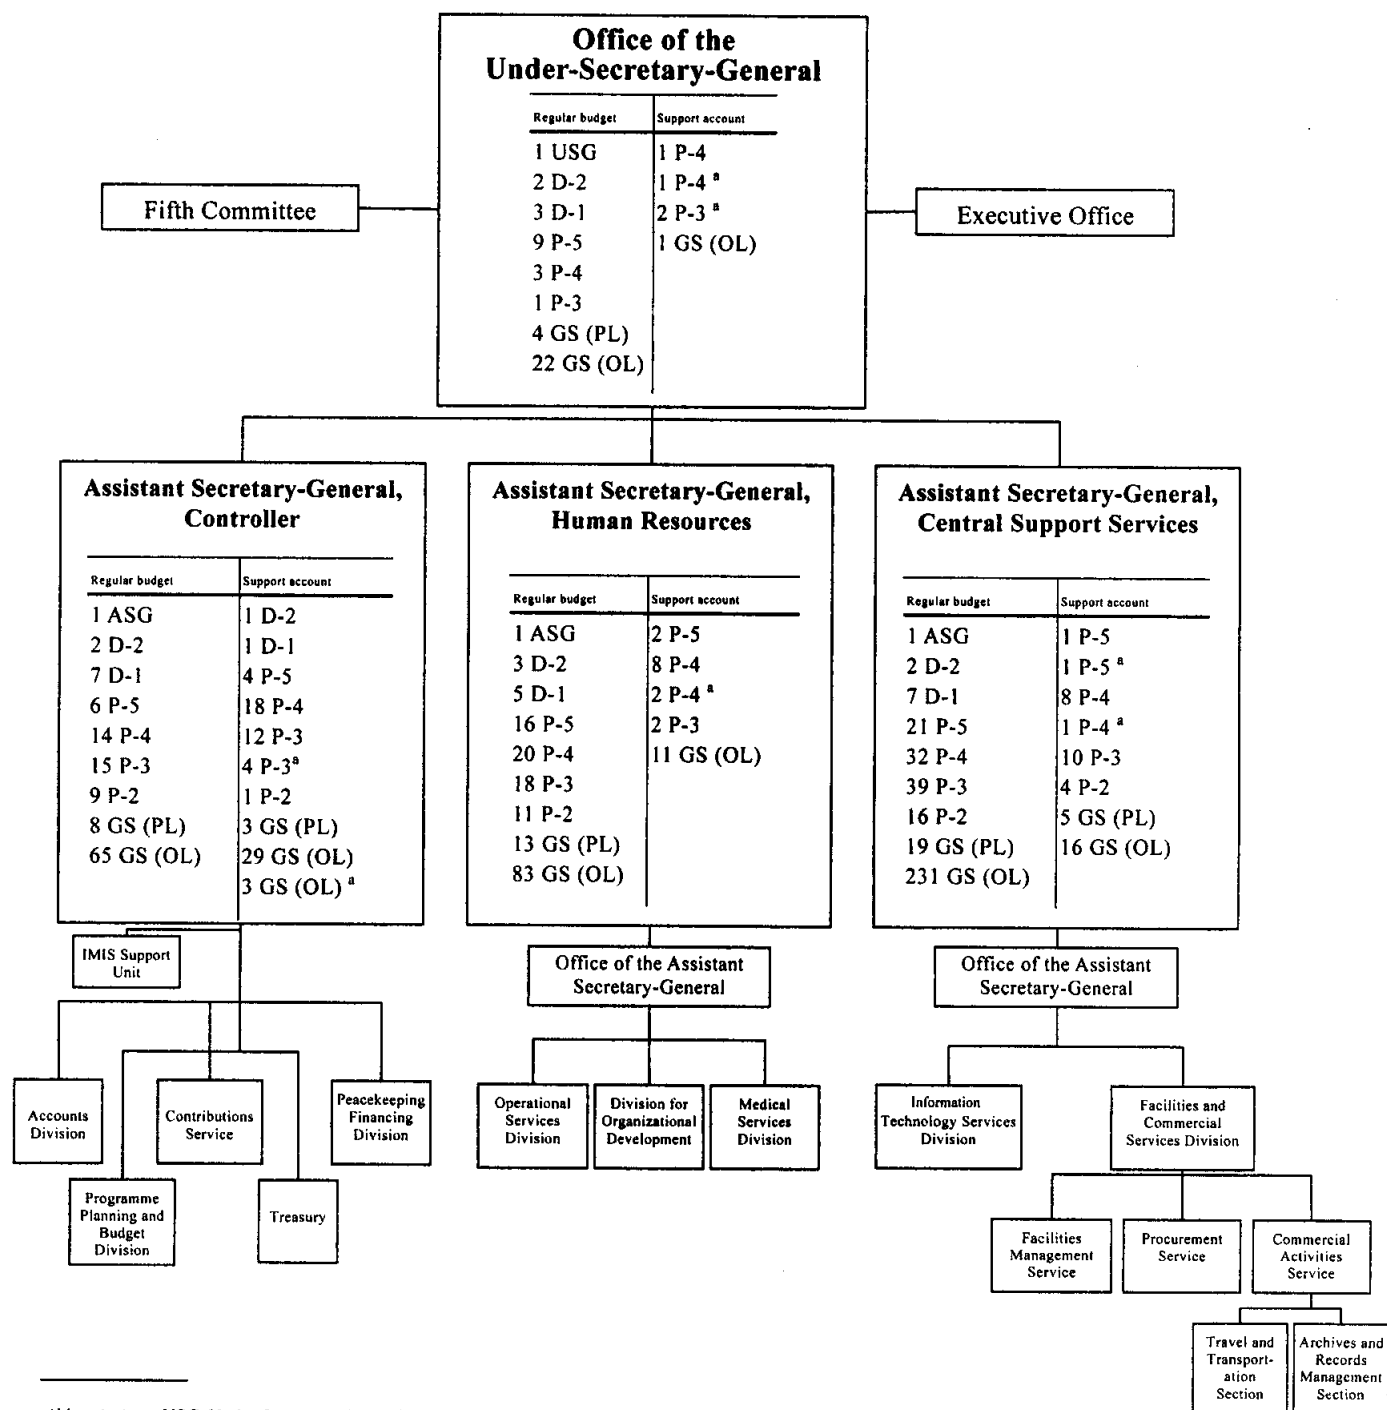 Office of the
Under-Secretary-General
Regular budget Support account
1 USG 1 P-4
2 D-2 1 P-4 a
3 D-1 2 P-3 a
9 P-5 1 GS (OL)
3 P-4
1 P-3
4 GS (PL)
22 GS (OL)
Fifth Committee
Executive Office
Assistant Secretary-General,
Controller
Regular budget Support account
1 ASG 1 D-2
2 D-2 1 D-1
7 D-1 4 P-5
6 P-5 18 P-4
14 P-4 12 P-3
15 P-3 4 P-3a
9 P-2 1 P-2
8 GS (PL) 3 GS (PL)
65 GS (OL) 29 GS (OL)
3 GS (OL) a
Assistant Secretary-General,
Human Resources
Regular budget Support account
1 ASG 2 P-5
3 D-2 8 P-4
5 D-1 2 P-4 a
16 P-5 2 P-3
20 P-4 11 GS (OL)
18 P-3
11 P-2
13 GS (PL)
83 GS (OL)
Assistant Secretary-General,
Central Support Services
Regular budget Support account
1 ASG 1 P-5
2 D-2 1 P-5 a
7 D-1 8 P-4
21 P-5 1 P-4 a
32 P-4 10 P-3
39 P-3 4 P-2
16 P-2 5 GS (PL)
19 GS (PL) 16 GS (OL)
231 GS (OL)
IMIS Support
Unit
Accounts
Division
Contributions
Service
Peacekeeping
Financing
Division
Programme
Planning and
Budget
Division
Treasury
Office of the Assistant
Secretary-General
Operational
Services
Division
Division for
Organizational
Development
Medical
Services
Division
Office of the Assistant
Secretary-General
Information
Technology Services
Division
Facilities and
Commercial
Services Division
Facilities
Management
Service
Procurement
Service
Commercial
Activities
Service
Travel and
Transport-
ation
Section
Archives and
Records
Management
Section